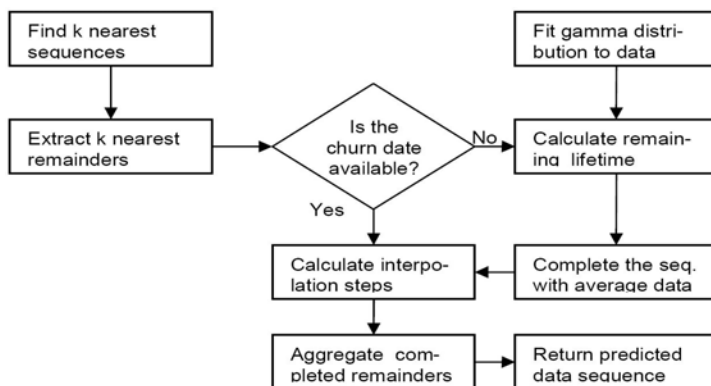 Find k nearest
sequences
Fit gamma distri-
bution to data
Extract k nearest
remainders
Is the
churn date
available?
No
Calculate remain-
ing lifetime
Yes
Calculate interpo-
lation steps
Complete the seq.
with average data
Aggregate com-
pleted remainders
Return predicted
data sequence